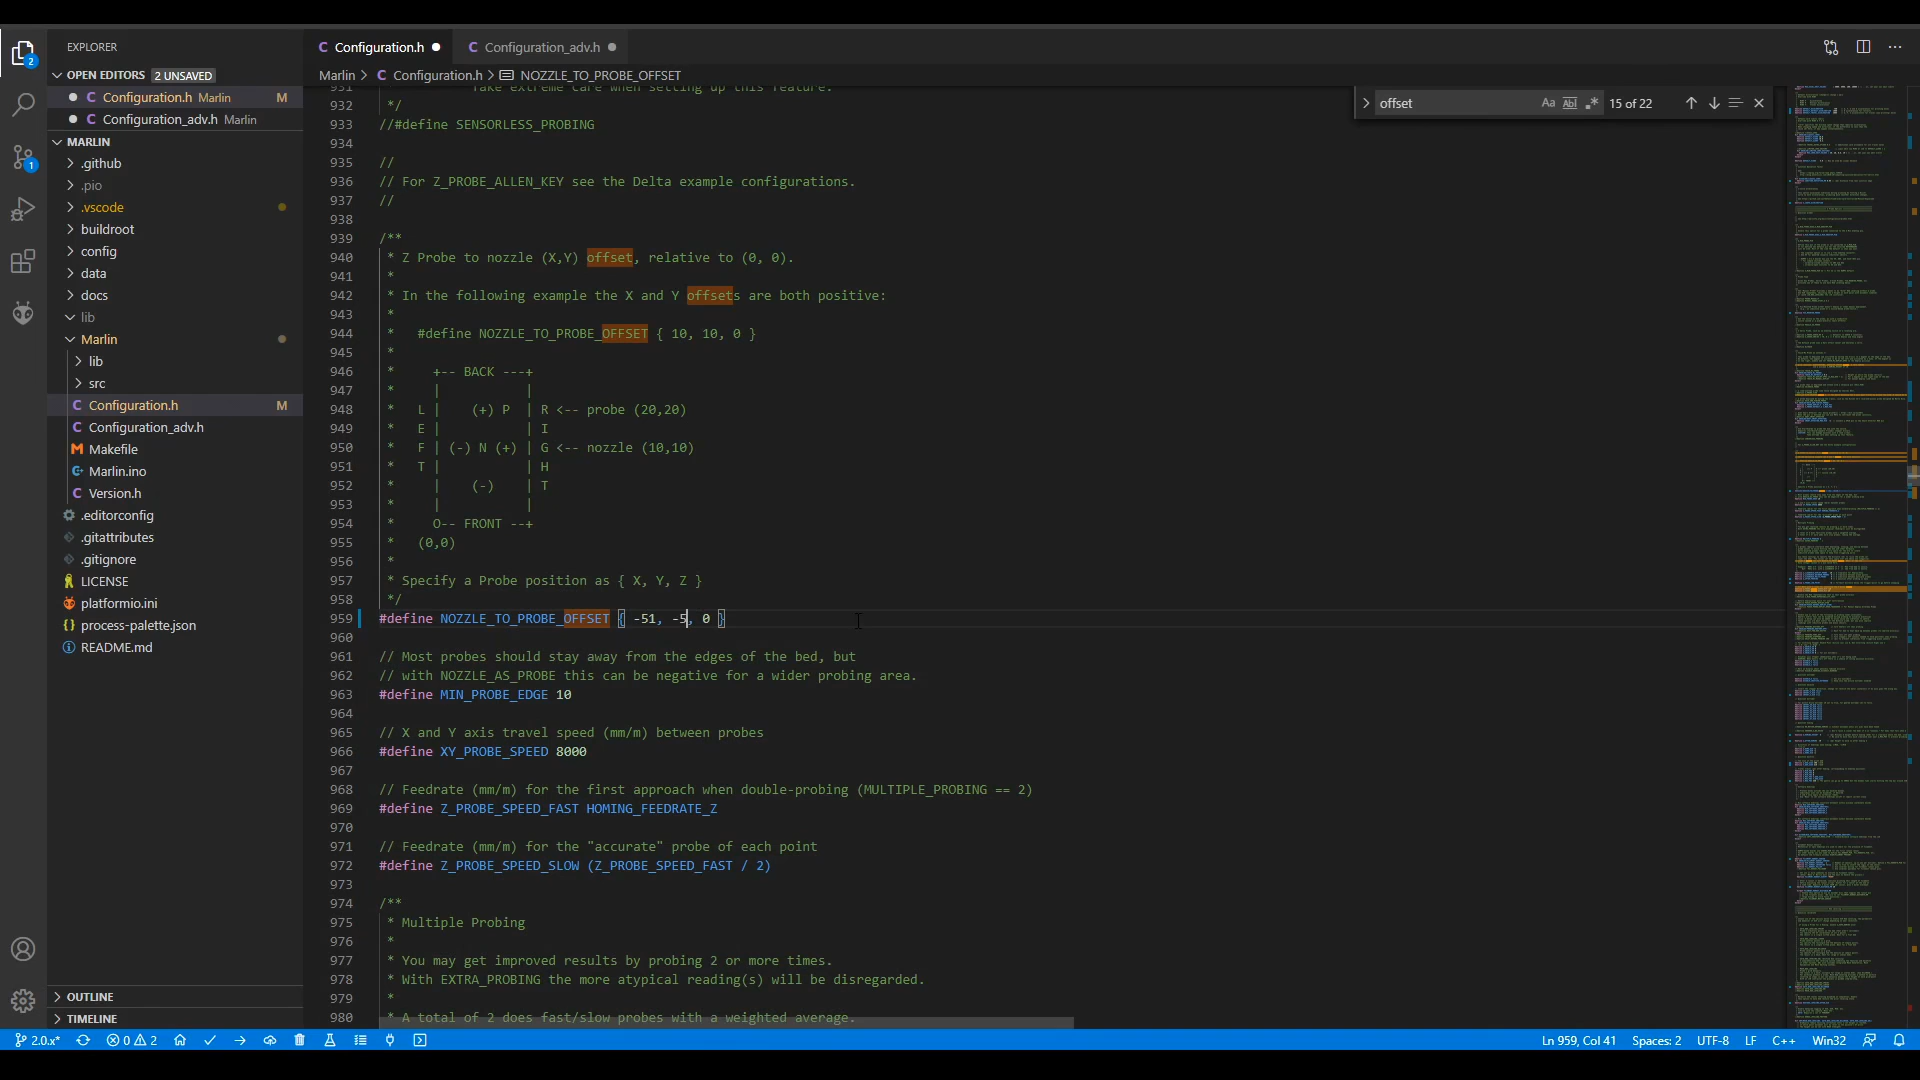 EXPLORER
OPEN EDITORS 2 UNSAVED
Configuration.h Marlin M
Configuration_adv.h Marlin
MARLIN
.github
.pio
.vscode
buildroot
config
data
docs
lib
Marlin
lib
src
Configuration.h M
Configuration_adv.h
Makefile
Marlin.ino
Version.h
.editorconfig
.gitattributes
.gitignore
LICENSE
platformio.ini
process-palette.json
README.md
OUTLINE
TIMELINE
2
1
Configuration.h
Configuration_adv.h
Marlin > Configuration.h > NOZZLE_TO_PROBE_OFFSET
offset Aa Abl .* 15 of 22
931 Take extreme care when setting up this feature.
932 */
933 //#define SENSORLESS_PROBING
934
935 //
936 // For Z_PROBE_ALLEN_KEY see the Delta example configurations.
937 //
938
939 /**
940 * Z Probe to nozzle (X,Y) offset, relative to (0, 0).
941 *
942 * In the following example the X and Y offsets are both positive:
943 *
944 * #define NOZZLE_TO_PROBE_OFFSET { 10, 10, 0 }
945 *
946 * +-- BACK ---+
947 * | |
948 * L | (+) P | R <-- probe (20,20)
949 * E | | I
950 * F | (-) N (+) | G <-- nozzle (10,10)
951 * T | | H
952 * | (-) | T
953 * | |
954 * O-- FRONT --+
955 * (0,0)
956 *
957 * Specify a Probe position as { X, Y, Z }
958 */
959 #define NOZZLE_TO_PROBE_OFFSET { -51, -5, 0 }
960
961 // Most probes should stay away from the edges of the bed, but
962 // with NOZZLE_AS_PROBE this can be negative for a wider probing area.
963 #define MIN_PROBE_EDGE 10
964
965 // X and Y axis travel speed (mm/m) between probes
966 #define XY_PROBE_SPEED 8000
967
968 // Feedrate (mm/m) for the first approach when double-probing (MULTIPLE_PROBING == 2)
969 #define Z_PROBE_SPEED_FAST HOMING_FEEDRATE_Z
970
971 // Feedrate (mm/m) for the "accurate" probe of each point
972 #define Z_PROBE_SPEED_SLOW (Z_PROBE_SPEED_FAST / 2)
973
974 /**
975 * Multiple Probing
976 *
977 * You may get improved results by probing 2 or more times.
978 * With EXTRA_PROBING the more atypical reading(s) will be disregarded.
979 *
980 * A total of 2 does fast/slow probes with a weighted average.
2.0.x* 0 2 Ln 959, Col 41 Spaces: 2 UTF-8 LF C++ Win32